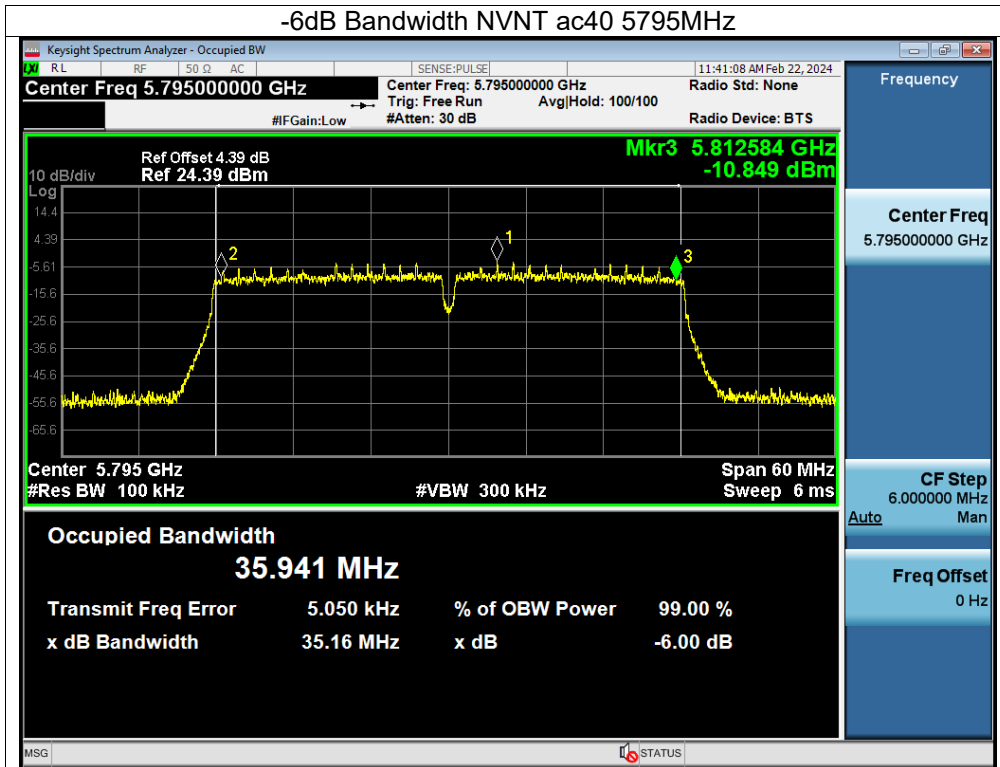 -6dB Bandwidth NVNT ac40 5795MHz
Keysight Spectrum Analyzer - Occupied BW
LXI RL RF 50 Ω AC SENSE:PULSE 11:41:08 AM Feb 22, 2024
Center Freq 5.795000000 GHz
Center Freq: 5.795000000 GHz Radio Std: None
Trig: Free Run Avg|Hold: 100/100
#IFGain:Low #Atten: 30 dB Radio Device: BTS
Mkr3 5.812584 GHz
-10.849 dBm
Ref Offset 4.39 dB
10 dB/div Ref 24.39 dBm
Log
14.4
4.39
-5.61
-15.6
-25.6
-35.6
-45.6
-55.6
-65.6
1
2
3
Center 5.795 GHz Span 60 MHz
#Res BW 100 kHz #VBW 300 kHz Sweep 6 ms
Occupied Bandwidth
35.941 MHz
Transmit Freq Error 5.050 kHz % of OBW Power 99.00 %
x dB Bandwidth 35.16 MHz x dB -6.00 dB
MSG STATUS
Frequency
Center Freq
5.795000000 GHz
CF Step
6.000000 MHz
Auto Man
Freq Offset
0 Hz